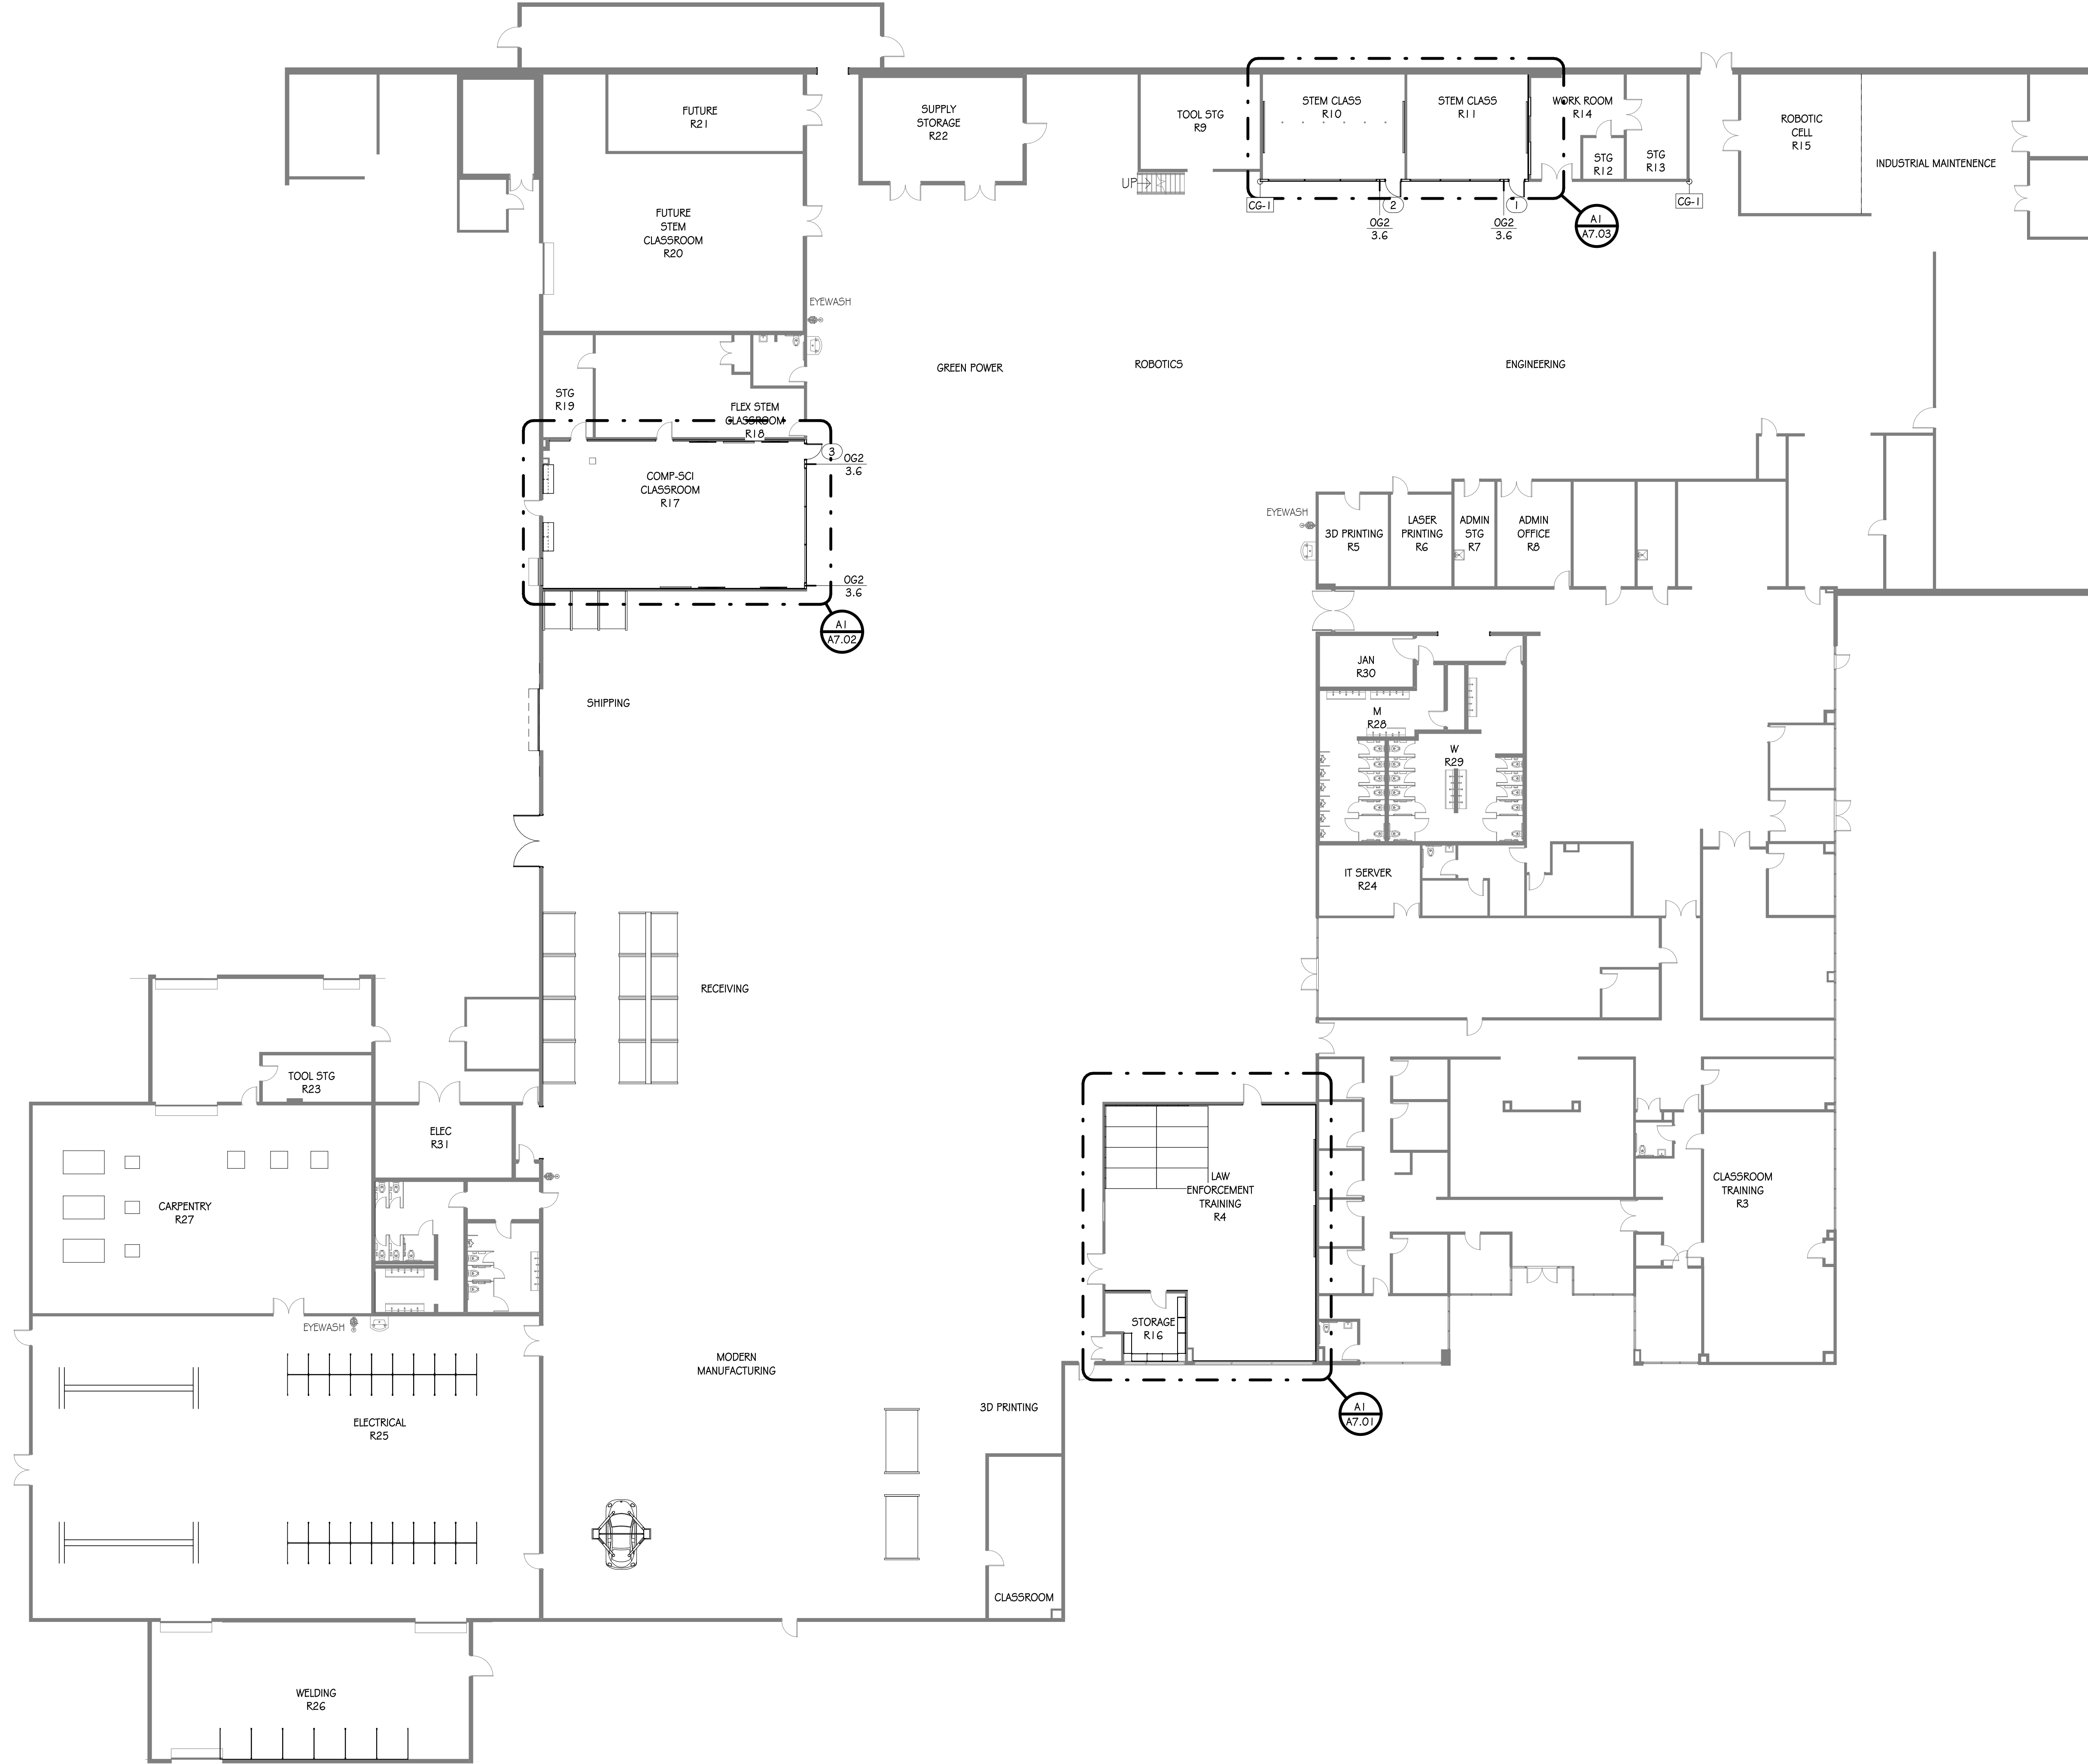 FUTURE
R21
SUPPLY
STORAGE
R22
TOOL STG
R9
STEM CLASS
R10
STEM CLASS
R11
WORK ROOM
R14
STG
R12
STG
R13
ROBOTIC
CELL
R15
INDUSTRIAL MAINTENENCE
UP
CG-1
2
1
CG-1
OG2
3.6
OG2
3.6
A1
A7.03
FUTURE
STEM
CLASSROOM
R20
EYEWASH
GREEN POWER
ROBOTICS
ENGINEERING
STG
R19
FLEX STEM
CLASSROOM
R18
3
OG2
3.6
COMP-SCI
CLASSROOM
R17
OG2
3.6
A1
A7.02
EYEWASH
3D PRINTING
R5
LASER
PRINTING
R6
ADMIN
STG
R7
ADMIN
OFFICE
R8
JAN
R30
M
R28
W
R29
SHIPPING
IT SERVER
R24
RECEIVING
TOOL STG
R23
ELEC
R31
CARPENTRY
R27
LAW
ENFORCEMENT
TRAINING
R4
CLASSROOM
TRAINING
R3
STORAGE
R16
EYEWASH
MODERN
MANUFACTURING
3D PRINTING
A1
A7.01
ELECTRICAL
R25
CLASSROOM
WELDING
R26